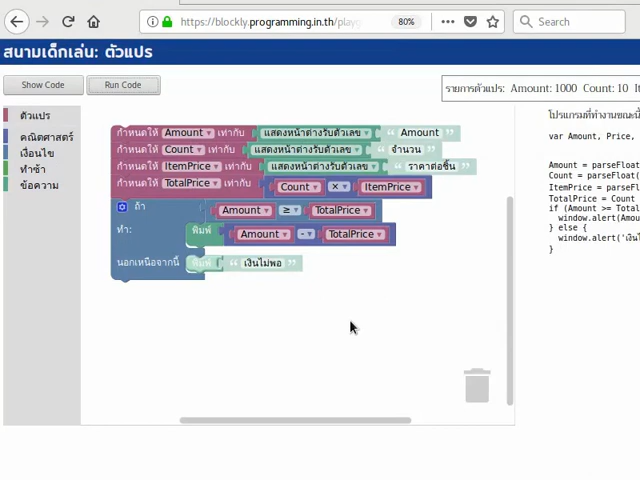 https://blockly.programming.in.th/play
80%
Search
สนามเด็กเล่น: ตัวแปร
Show Code
Run Code
รายการตัวแปร: Amount: 1000 Count: 10
ตัวแปร
คณิตศาสตร์
เงื่อนไข
ทำซ้ำ
ข้อความ
กำหนดให้ Amount เท่ากับ แสดงหน้าต่างรับตัวเลข “ Amount ”
กำหนดให้ Count เท่ากับ แสดงหน้าต่างรับตัวเลข “ จำนวน ”
กำหนดให้ ItemPrice เท่ากับ แสดงหน้าต่างรับตัวเลข “ ราคาต่อชิ้น ”
กำหนดให้ TotalPrice เท่ากับ Count × ItemPrice
ถ้า Amount ≥ TotalPrice
ทำ: พิมพ์ Amount - TotalPrice
นอกเหนือจากนี้ พิมพ์ “ เงินไม่พอ ”
โปรแกรมที่ทำงานขณะนี้
var Amount, Price,
Amount = parseFloat
Count = parseFloat(
ItemPrice = parseFl
TotalPrice = Count
if (Amount >= Total
window.alert(Amou
} else {
window.alert('เงินไ
}